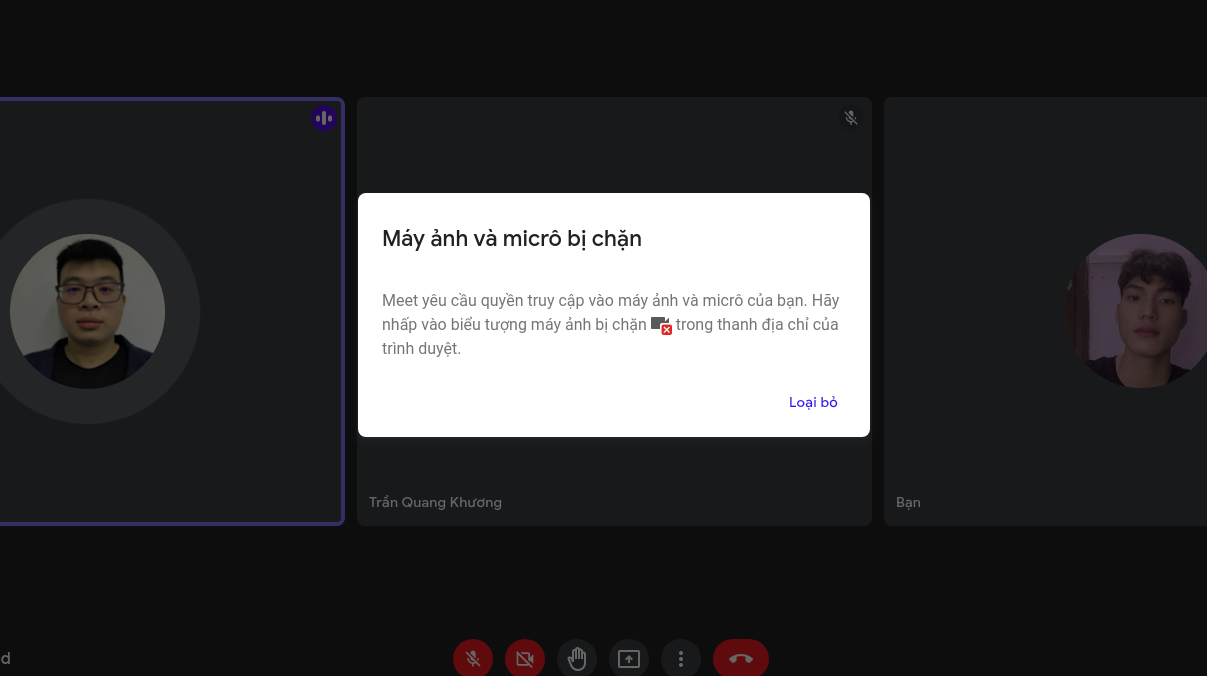 Máy ảnh và micrô bị chặn
Meet yêu cầu quyền truy cập vào máy ảnh và micrô của bạn. Hãy
nhấp vào biểu tượng máy ảnh bị chặn trong thanh địa chỉ của
trình duyệt.
Loại bỏ
Trần Quang Khương
Bạn
d